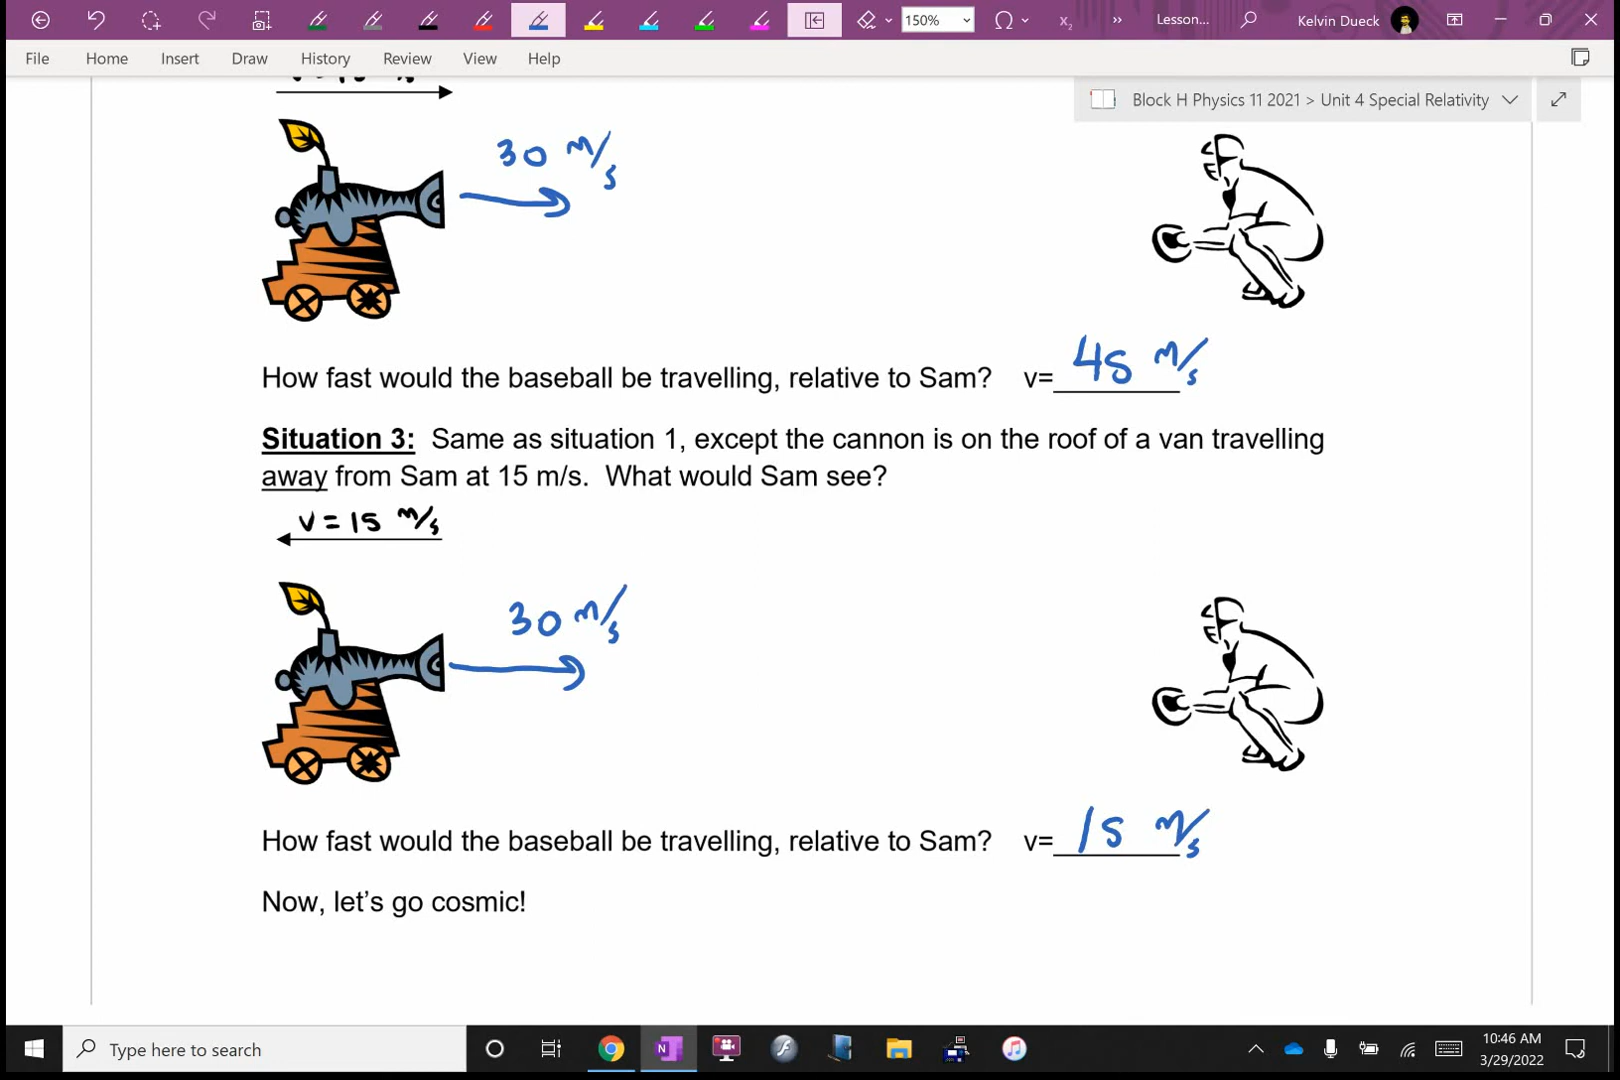 150%
Lesson...
Kelvin Dueck
File Home Insert Draw History Review View Help
Block H Physics 11 2021 > Unit 4 Special Relativity
30 m/s
How fast would the baseball be travelling, relative to Sam? v= 45 m/s
Situation 3: Same as situation 1, except the cannon is on the roof of a van travelling
away from Sam at 15 m/s. What would Sam see?
v = 15 m/s
30 m/s
How fast would the baseball be travelling, relative to Sam? v= 15 m/s
Now, let's go cosmic!
Type here to search
10:46 AM
3/29/2022